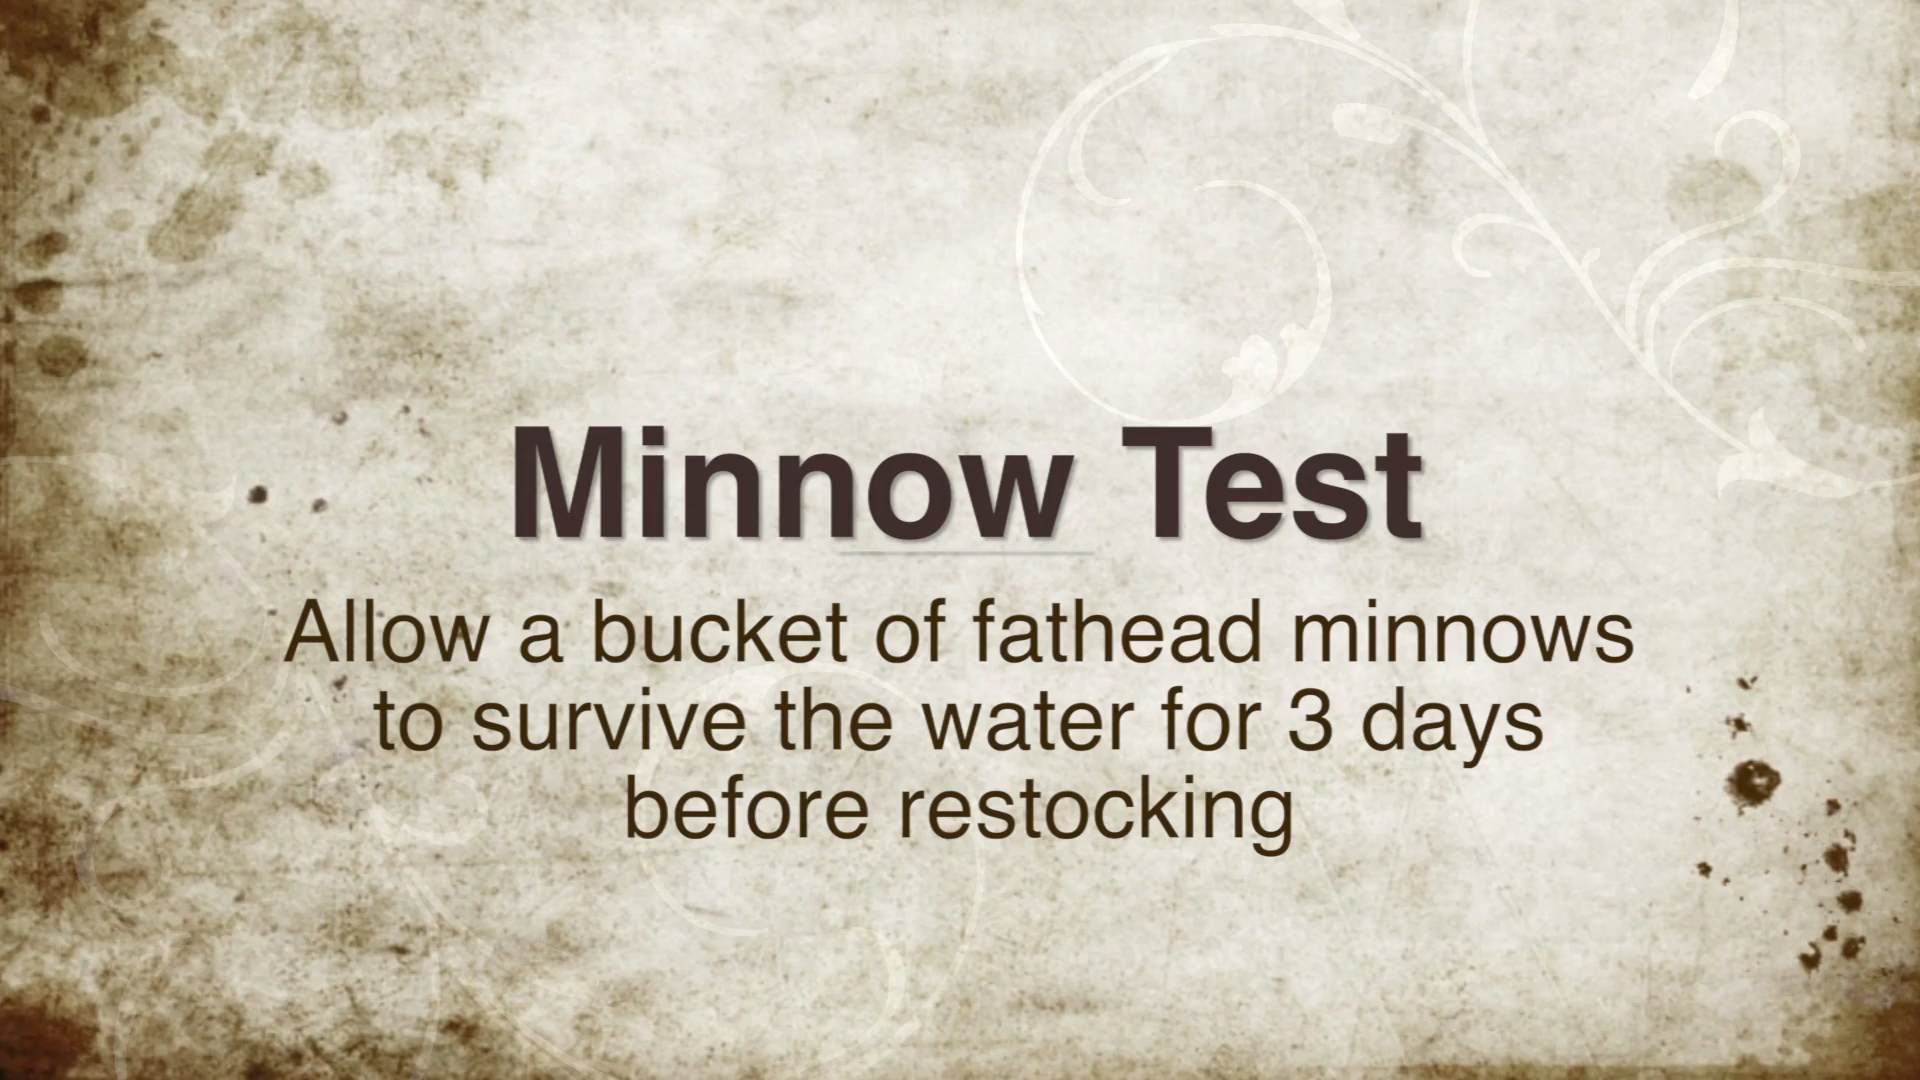 Minnow Test
Allow a bucket of fathead minnows
to survive the water for 3 days
before restocking